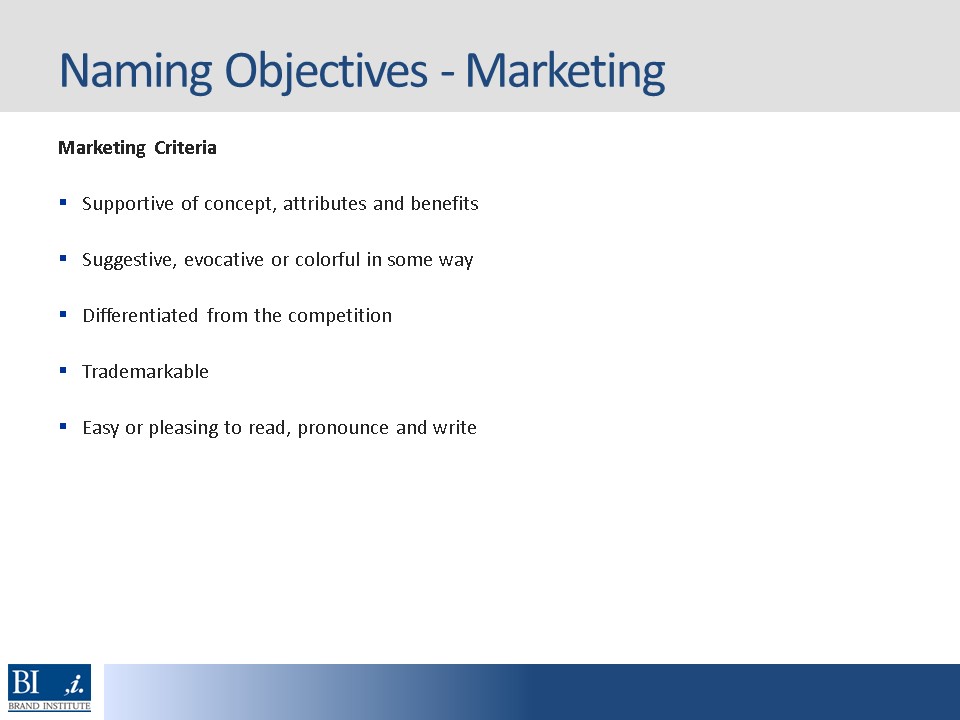 Naming Objectives - Marketing
Marketing Criteria
▪ Supportive of concept, attributes and benefits
▪ Suggestive, evocative or colorful in some way
▪ Differentiated from the competition
▪ Trademarkable
▪ Easy or pleasing to read, pronounce and write
BI ,i.
BRAND INSTITUTE